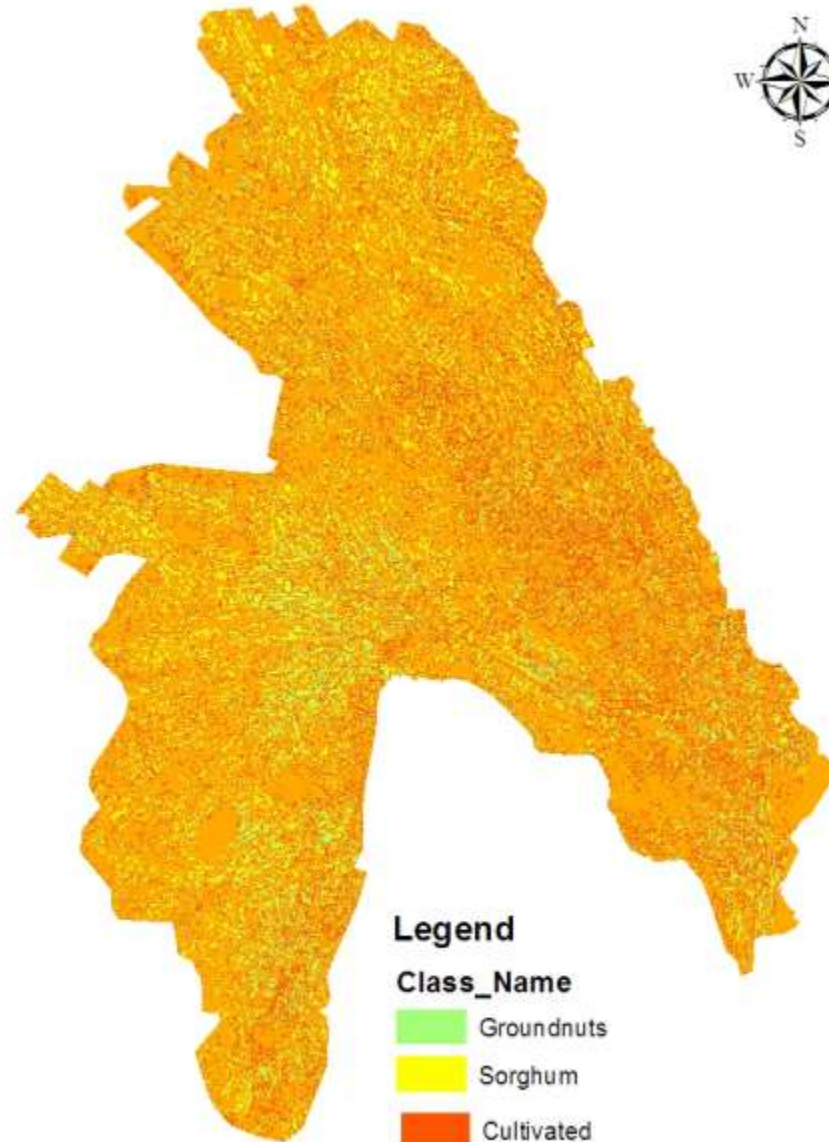 N
W
S
Legend
Class_Name
Groundnuts
Sorghum
Cultivated